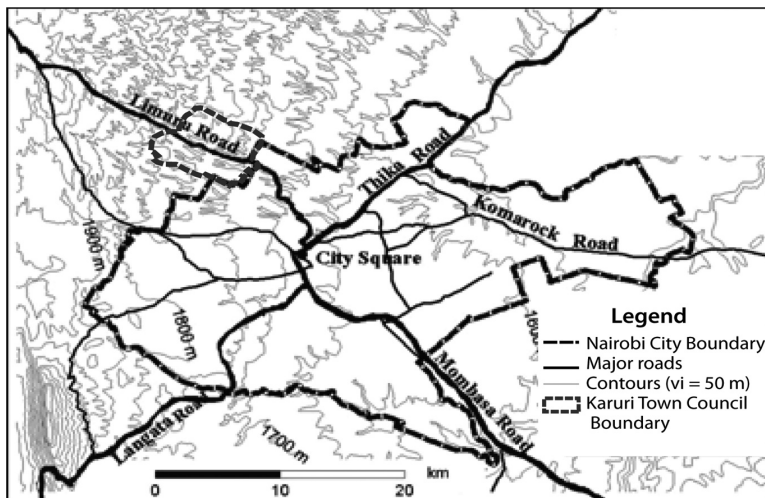 Limuru Road
Thika Road
Komarock Road
City Square
1900 m
1800 m
1700 m
Langata Road
Mombasa Road
Legend
Nairobi City Boundary
Major roads
Contours (vi = 50 m)
Karuri Town Council
Boundary
km
0 10 20